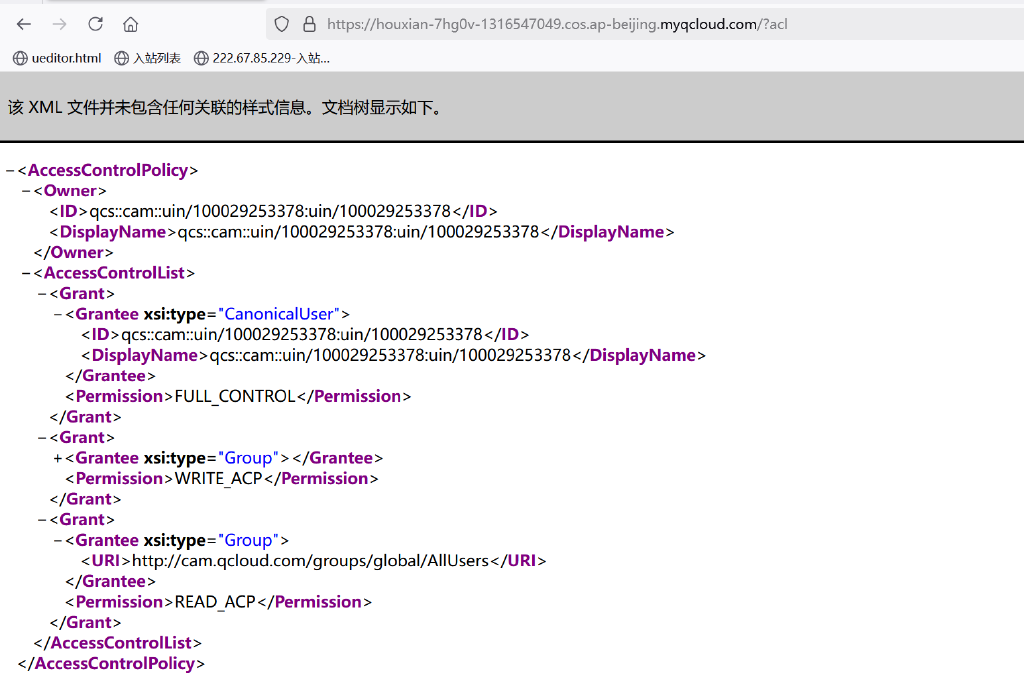 https://houxian-7hg0v-1316547049.cos.ap-beijing.myqcloud.com/?acl
ueditor.html 入站列表 222.67.85.229-入站...
该 XML 文件并未包含任何关联的样式信息。文档树显示如下。
−<AccessControlPolicy>
−<Owner>
<ID>qcs::cam::uin/100029253378:uin/100029253378</ID>
<DisplayName>qcs::cam::uin/100029253378:uin/100029253378</DisplayName>
</Owner>
−<AccessControlList>
−<Grant>
−<Grantee xsi:type="CanonicalUser">
<ID>qcs::cam::uin/100029253378:uin/100029253378</ID>
<DisplayName>qcs::cam::uin/100029253378:uin/100029253378</DisplayName>
</Grantee>
<Permission>FULL_CONTROL</Permission>
</Grant>
−<Grant>
+<Grantee xsi:type="Group"></Grantee>
<Permission>WRITE_ACP</Permission>
</Grant>
−<Grant>
−<Grantee xsi:type="Group">
<URI>http://cam.qcloud.com/groups/global/AllUsers</URI>
</Grantee>
<Permission>READ_ACP</Permission>
</Grant>
</AccessControlList>
</AccessControlPolicy>